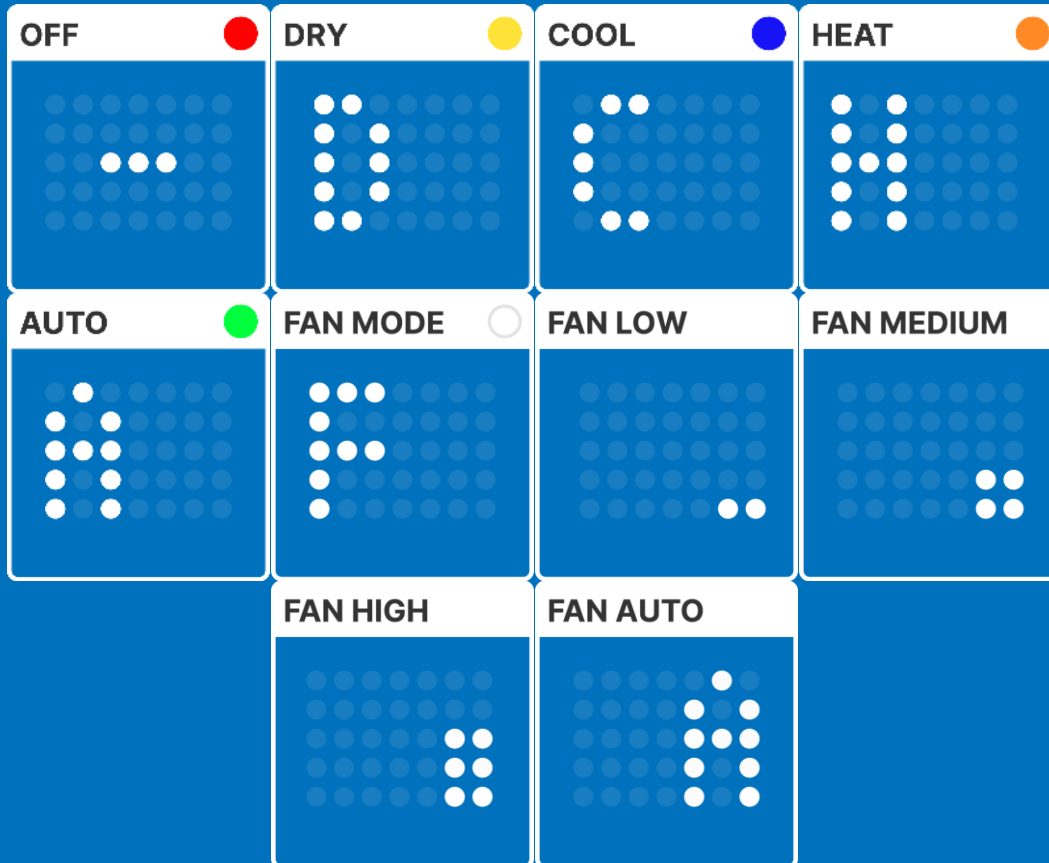 OFF
DRY
COOL
HEAT
D
C
H
AUTO
FAN MODE
FAN LOW
FAN MEDIUM
A
F
FAN HIGH
FAN AUTO
A